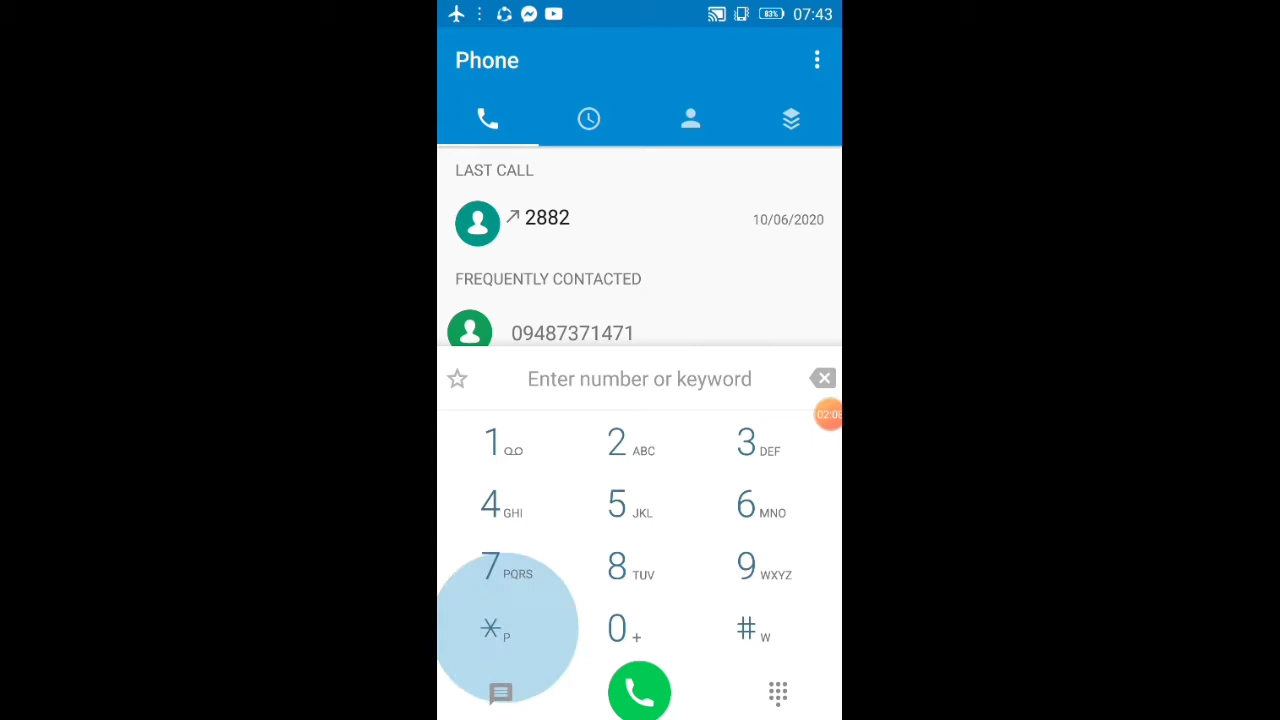 83% 07:43
Phone
LAST CALL
2882 10/06/2020
FREQUENTLY CONTACTED
09487371471
Enter number or keyword
1 2 ABC 3 DEF
4 GHI 5 JKL 6 MNO
7 PQRS 8 TUV 9 WXYZ
* P 0 + # W